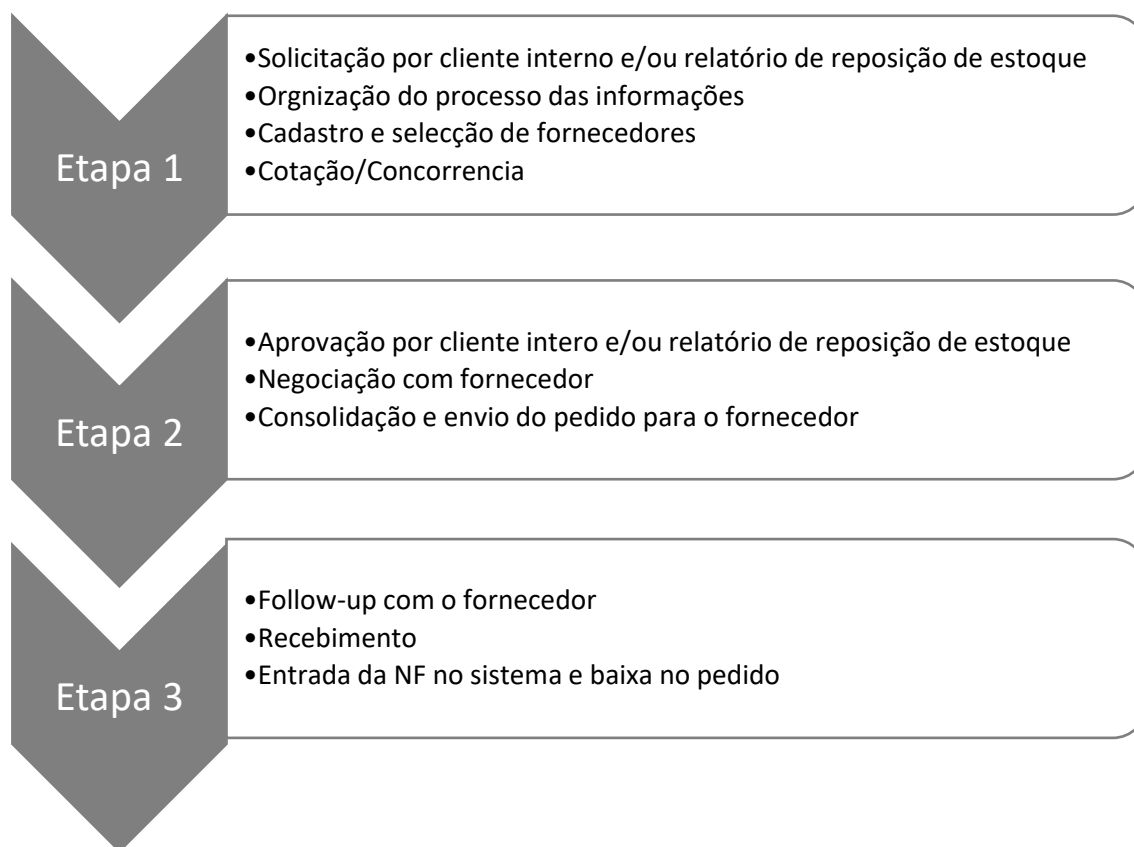 Etapa 1
•Solicitação por cliente interno e/ou relatório de reposição de estoque
•Orgnização do processo das informações
•Cadastro e selecção de fornecedores
•Cotação/Concorrencia
Etapa 2
•Aprovação por cliente intero e/ou relatório de reposição de estoque
•Negociação com fornecedor
•Consolidação e envio do pedido para o fornecedor
Etapa 3
•Follow-up com o fornecedor
•Recebimento
•Entrada da NF no sistema e baixa no pedido